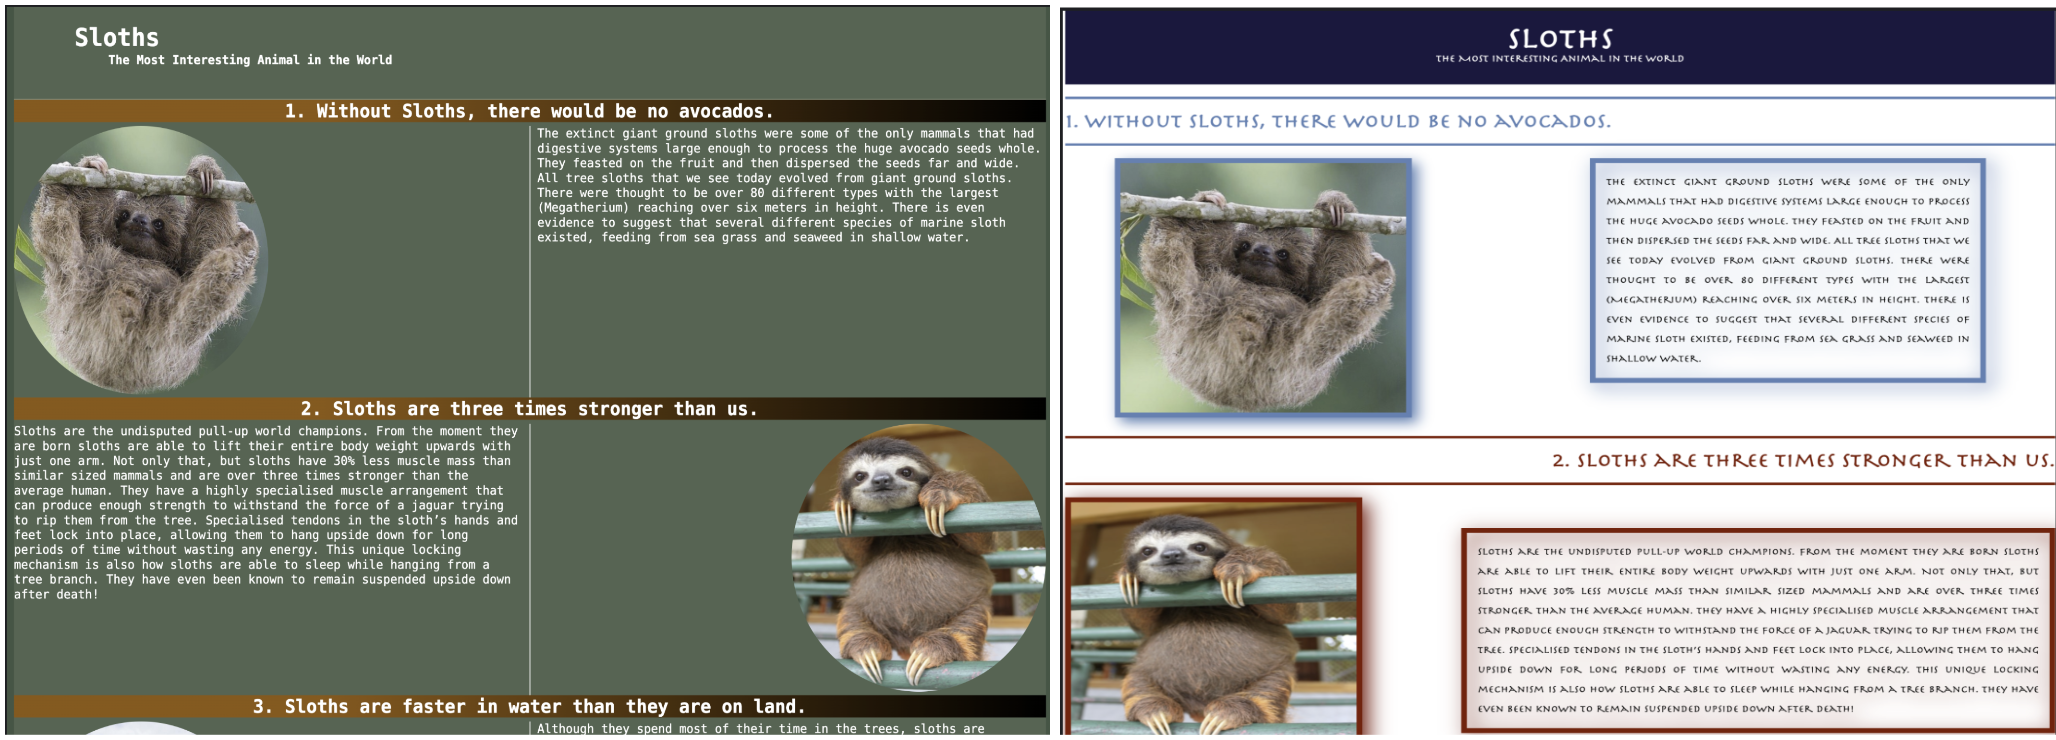 Sloths
The Most Interesting Animal in the World
1. Without Sloths, there would be no avocados.
The extinct giant ground sloths were some of the only mammals that had
digestive systems large enough to process the huge avocado seeds whole.
They feasted on the fruit and then dispersed the seeds far and wide.
All tree sloths that we see today evolved from giant ground sloths.
There were thought to be over 80 different types with the largest
(Megatherium) reaching over six meters in height. There is even
evidence to suggest that several different species of marine sloth
existed, feeding from sea grass and seaweed in shallow water.
2. Sloths are three times stronger than us.
Sloths are the undisputed pull-up world champions. From the moment they
are born sloths are able to lift their entire body weight upwards with
just one arm. Not only that, but sloths have 30% less muscle mass than
similar sized mammals and are over three times stronger than the
average human. They have a highly specialised muscle arrangement that
can produce enough strength to withstand the force of a jaguar trying
to rip them from the tree. Specialised tendons in the sloth’s hands and
feet lock into place, allowing them to hang upside down for long
periods of time without wasting any energy. This unique locking
mechanism is also how sloths are able to sleep while hanging from a
tree branch. They have even been known to remain suspended upside down
after death!
3. Sloths are faster in water than they are on land.
Although they spend most of their time in the trees, sloths are
SLOTHS
THE MOST INTERESTING ANIMAL IN THE WORLD
1. WITHOUT SLOTHS, THERE WOULD BE NO AVOCADOS.
THE EXTINCT GIANT GROUND SLOTHS WERE SOME OF THE ONLY
MAMMALS THAT HAD DIGESTIVE SYSTEMS LARGE ENOUGH TO PROCESS
THE HUGE AVOCADO SEEDS WHOLE. THEY FEASTED ON THE FRUIT AND
THEN DISPERSED THE SEEDS FAR AND WIDE. ALL TREE SLOTHS THAT WE
SEE TODAY EVOLVED FROM GIANT GROUND SLOTHS. THERE WERE
THOUGHT TO BE OVER 80 DIFFERENT TYPES WITH THE LARGEST
(MEGATHERIUM) REACHING OVER SIX METERS IN HEIGHT. THERE IS
EVEN EVIDENCE TO SUGGEST THAT SEVERAL DIFFERENT SPECIES OF
MARINE SLOTH EXISTED, FEEDING FROM SEA GRASS AND SEAWEED IN
SHALLOW WATER.
2. SLOTHS ARE THREE TIMES STRONGER THAN US.
SLOTHS ARE THE UNDISPUTED PULL-UP WORLD CHAMPIONS. FROM THE MOMENT THEY ARE BORN SLOTHS
ARE ABLE TO LIFT THEIR ENTIRE BODY WEIGHT UPWARDS WITH JUST ONE ARM. NOT ONLY THAT, BUT
SLOTHS HAVE 30% LESS MUSCLE MASS THAN SIMILAR SIZED MAMMALS AND ARE OVER THREE TIMES
STRONGER THAN THE AVERAGE HUMAN. THEY HAVE A HIGHLY SPECIALISED MUSCLE ARRANGEMENT THAT
CAN PRODUCE ENOUGH STRENGTH TO WITHSTAND THE FORCE OF A JAGUAR TRYING TO RIP THEM FROM THE
TREE. SPECIALISED TENDONS IN THE SLOTH’S HANDS AND FEET LOCK INTO PLACE, ALLOWING THEM TO HANG
UPSIDE DOWN FOR LONG PERIODS OF TIME WITHOUT WASTING ANY ENERGY. THIS UNIQUE LOCKING
MECHANISM IS ALSO HOW SLOTHS ARE ABLE TO SLEEP WHILE HANGING FROM A TREE BRANCH. THEY HAVE
EVEN BEEN KNOWN TO REMAIN SUSPENDED UPSIDE DOWN AFTER DEATH!